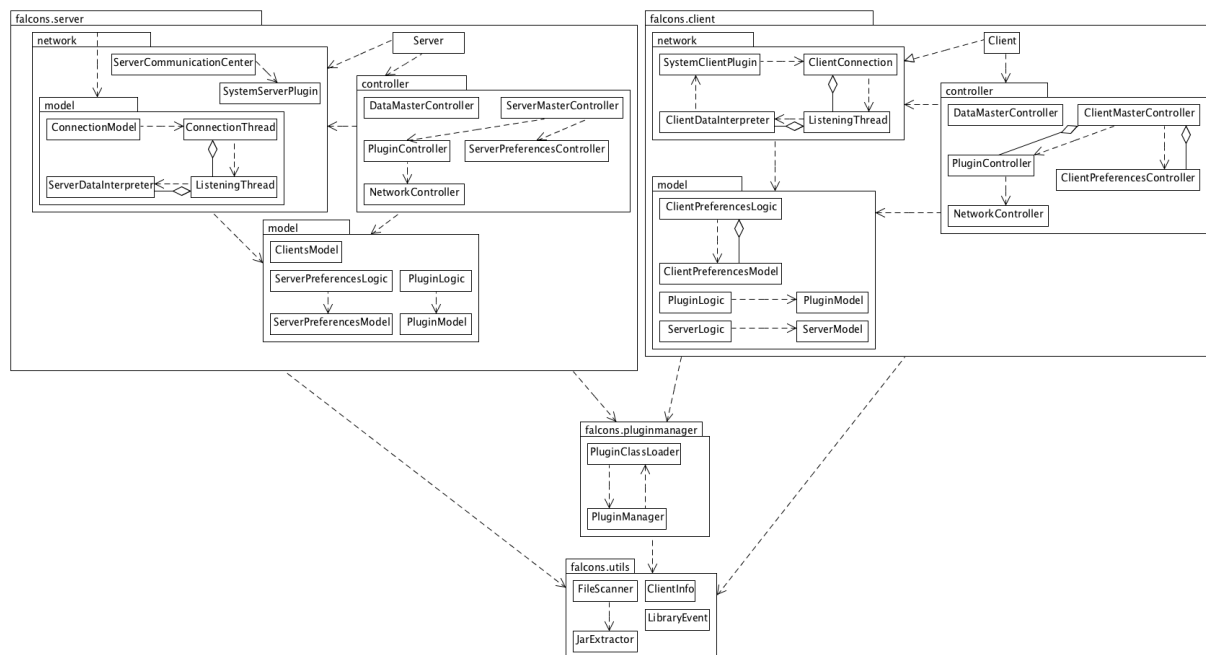 falcons.server
network
ServerCommunicationCenter
SystemServerPlugin
model
ConnectionModel
ConnectionThread
ServerDataInterpreter
ListeningThread
Server
controller
DataMasterController
ServerMasterController
PluginController
ServerPreferencesController
NetworkController
model
ClientsModel
ServerPreferencesLogic
PluginLogic
ServerPreferencesModel
PluginModel
falcons.client
network
SystemClientPlugin
ClientConnection
ClientDataInterpreter
ListeningThread
Client
controller
DataMasterController
ClientMasterController
PluginController
ClientPreferencesController
NetworkController
model
ClientPreferencesLogic
ClientPreferencesModel
PluginLogic
PluginModel
ServerLogic
ServerModel
falcons.pluginmanager
PluginClassLoader
PluginManager
falcons.utils
FileScanner
ClientInfo
LibraryEvent
JarExtractor